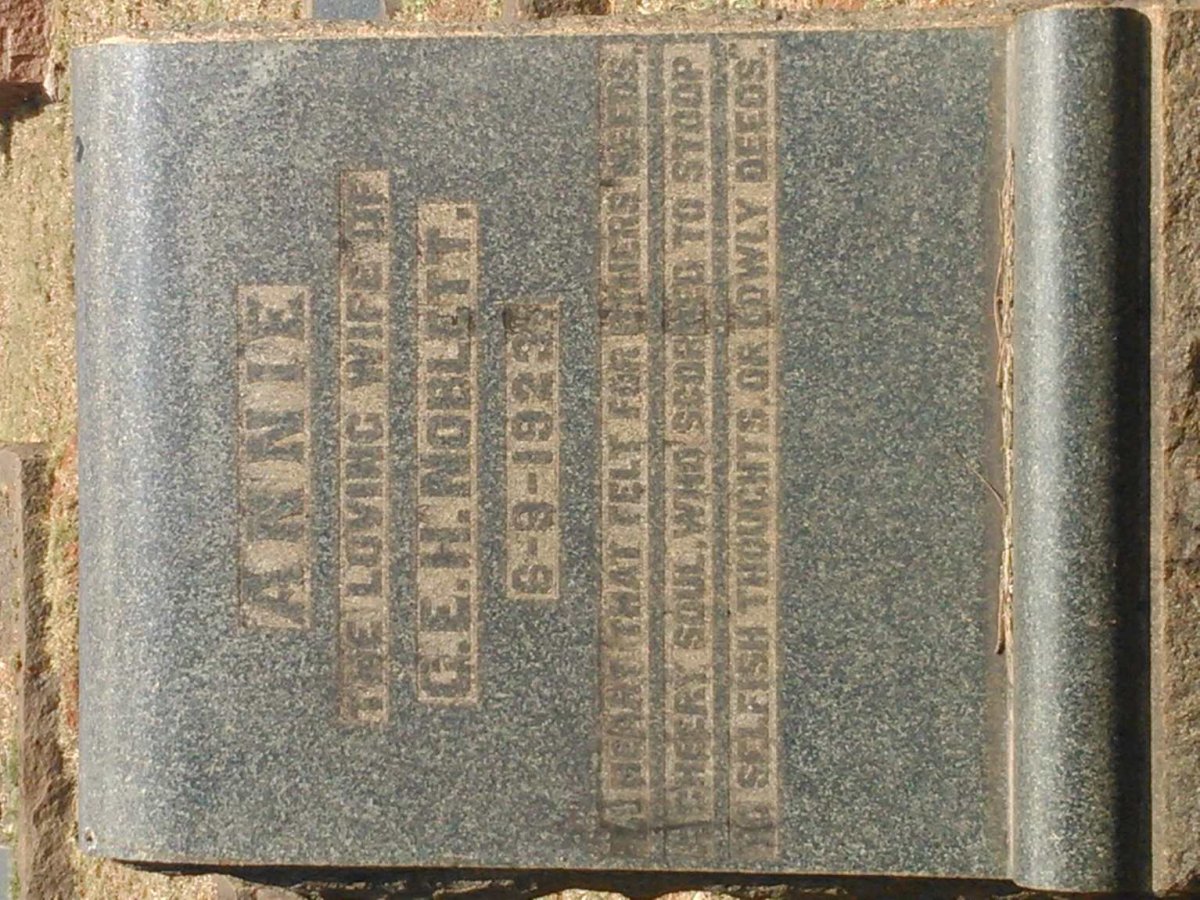 ANNIE
THE LOVING WIFE OF
G.E.H. NOBLETT.
6-9-1923
A HEART THAT FELT FOR OTHERS' NEEDS,
A CHEERY SOUL, WHO SCORNED TO STOOP
TO SELFISH THOUGHTS OR LOWLY DEEDS."